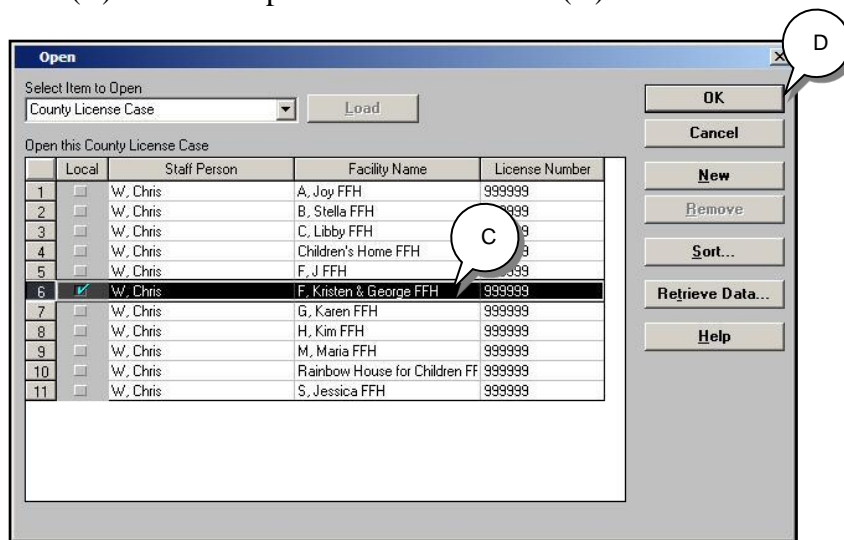 Open
D
Select Item to Open
County License Case
Load
OK
Cancel
Open this County License Case
Local Staff Person Facility Name License Number
New
1 W, Chris A, Joy FFH 999999
2 W, Chris B, Stella FFH
Remove
3 W, Chris C, Libby FFH
C
4 W, Chris Children's Home FFH
Sort...
5 W, Chris F, J FFH
6 W, Chris F, Kristen & George FFH 999999
Retrieve Data...
7 W, Chris G, Karen FFH 999999
8 W, Chris H, Kim FFH 999999
Help
9 W, Chris M, Maria FFH 999999
10 W, Chris Rainbow House for Children FF 999999
11 W, Chris S, Jessica FFH 999999